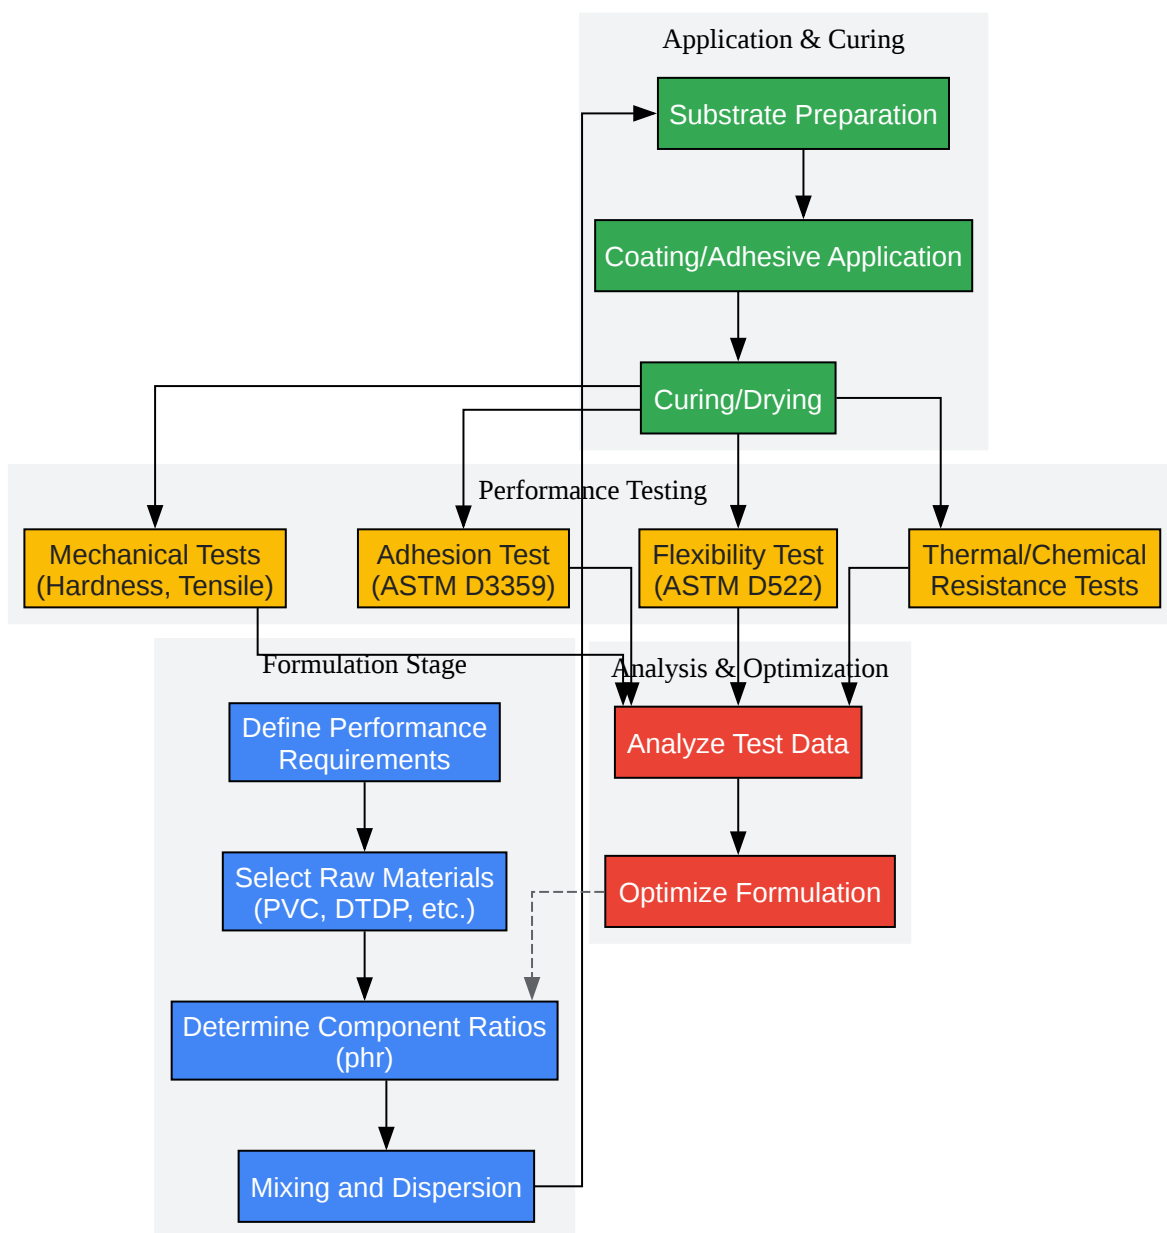 Application & Curing
Substrate Preparation
Coating/Adhesive Application
Curing/Drying
Performance Testing
Mechanical Tests
(Hardness, Tensile)
Adhesion Test
(ASTM D3359)
Flexibility Test
(ASTM D522)
Thermal/Chemical
Resistance Tests
Formulation Stage
Define Performance
Requirements
Select Raw Materials
(PVC, DTDP, etc.)
Determine Component Ratios
(phr)
Mixing and Dispersion
Analysis & Optimization
Analyze Test Data
Optimize Formulation